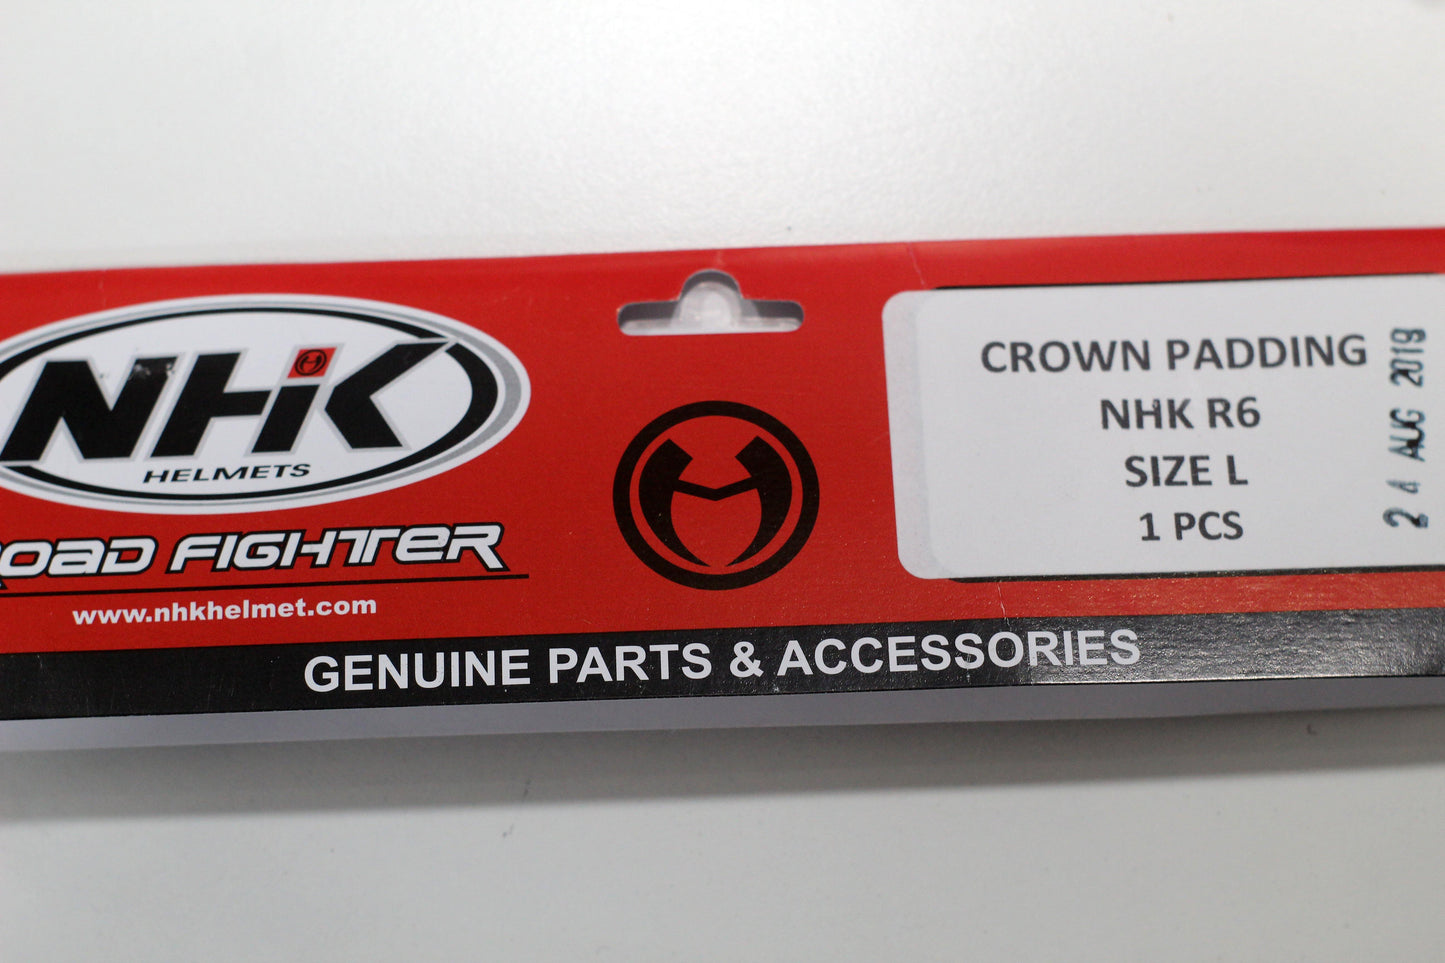 NHK
HELMETS
ROAD FIGHTER
www.nhkhelmet.com
GENUINE PARTS & ACCESSORIES
CROWN PADDING
NHK R6
SIZE L
1 PCS
24 AUG 2019